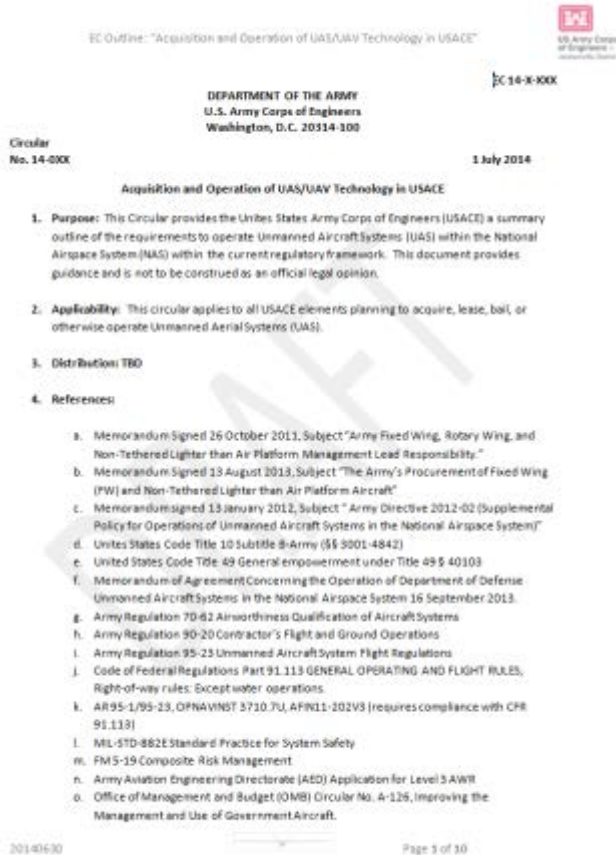 EC Outline: "Acquisition and Operation of UAS/UAV Technology in USACE"
US Army Corps
of Engineers
EC 14-X-XXX
DEPARTMENT OF THE ARMY
U.S. Army Corps of Engineers
Washington, D.C. 20314-100
Circular
No. 14-0XX
1 July 2014
Acquisition and Operation of UAS/UAV Technology in USACE
1. Purpose: This Circular provides the Unites States Army Corps of Engineers (USACE) a summary
outline of the requirements to operate Unmanned Aircraft Systems (UAS) within the National
Airspace System (NAS) within the current regulatory framework. This document provides
guidance and is not to be construed as an official legal opinion.
2. Applicability: This circular applies to all USACE elements planning to acquire, lease, bail, or
otherwise operate Unmanned Aerial Systems (UAS).
3. Distribution: TBD
4. References:
a. Memorandum Signed 26 October 2011, Subject "Army Fixed Wing, Rotary Wing, and
Non-Tethered Lighter than Air Platform Management Lead Responsibility."
b. Memorandum Signed 13 August 2013, Subject "The Army's Procurement of Fixed Wing
(FW) and Non-Tethered Lighter than Air Platform Aircraft"
c. Memorandum signed 13 January 2012, Subject " Army Directive 2012-02 (Supplemental
Policy for Operations of Unmanned Aircraft Systems in the National Airspace System)"
d. Unites States Code Title 10 Subtitle B-Army (§§ 3001-4842)
e. United States Code Title 49 General empowerment under Title 49 § 40103
f. Memorandum of Agreement Concerning the Operation of Department of Defense
Unmanned Aircraft Systems in the National Airspace System 16 September 2013.
g. Army Regulation 70-62 Airworthiness Qualification of Aircraft Systems
h. Army Regulation 90-20 Contractor's Flight and Ground Operations
i. Army Regulation 95-23 Unmanned Aircraft System Flight Regulations
j. Code of Federal Regulations Part 91.113 GENERAL OPERATING AND FLIGHT RULES,
Right-of-way rules: Except water operations.
k. AR 95-1/95-23, OPNAVINST 3710.7U, AFIN11-202V3 (requires compliance with CFR
91.113)
l. MIL-STD-882E Standard Practice for System Safety
m. FM 5-19 Composite Risk Management
n. Army Aviation Engineering Directorate (AED) Application for Level 3 AWR
o. Office of Management and Budget (OMB) Circular No. A-126, Improving the
Management and Use of Government Aircraft.
DRAFT
20140630
Page 1 of 10